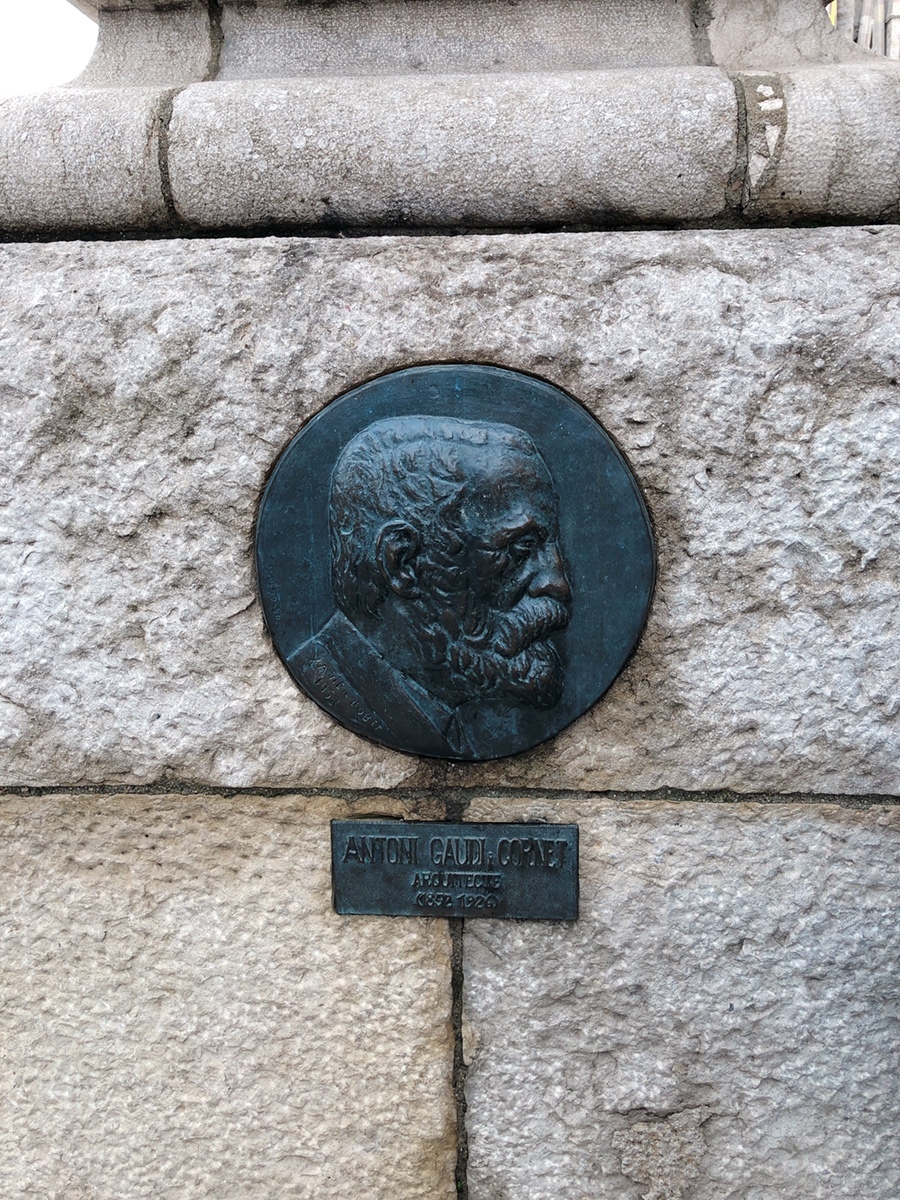 ANTONI GAUDI i CORNET
ARQUITECTE
(1852 1926)